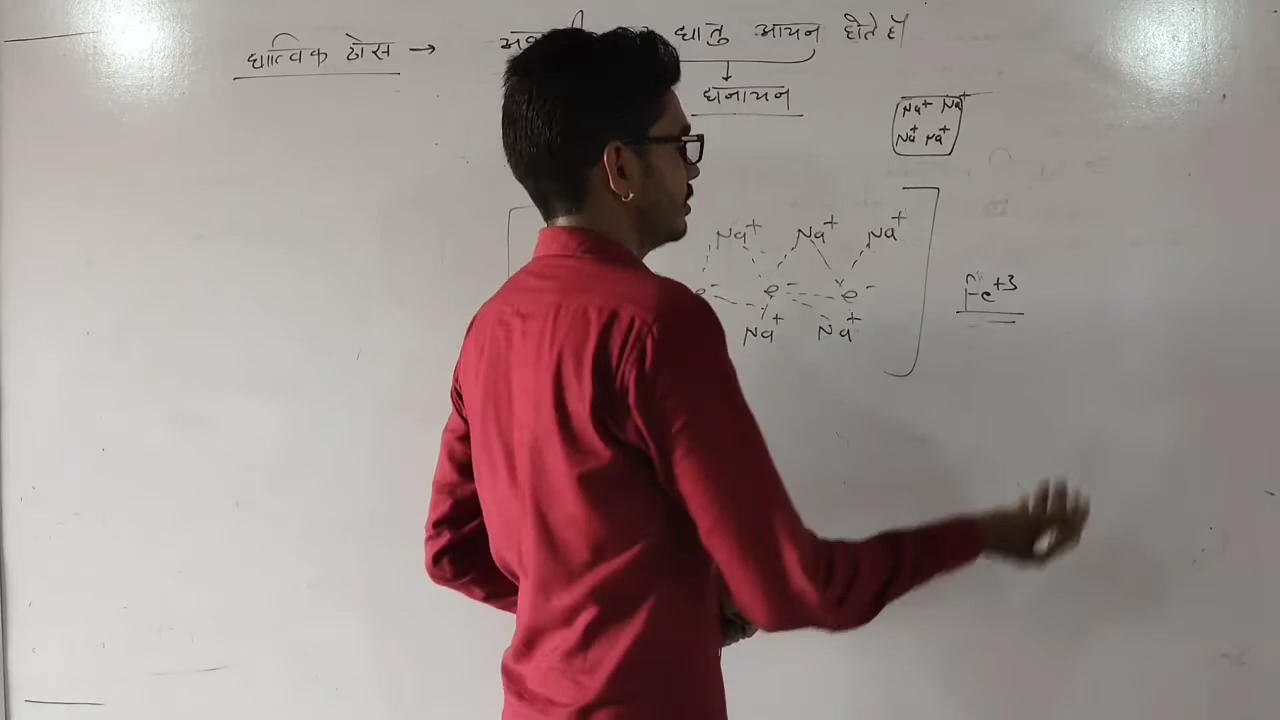 धात्विक ठोस → धातु आयन होते हैं
धनायन
Na+ Na+
Na+ Na+
Na+ Na+ Na+
e- e- e-
Fe+3
Na+ Na+